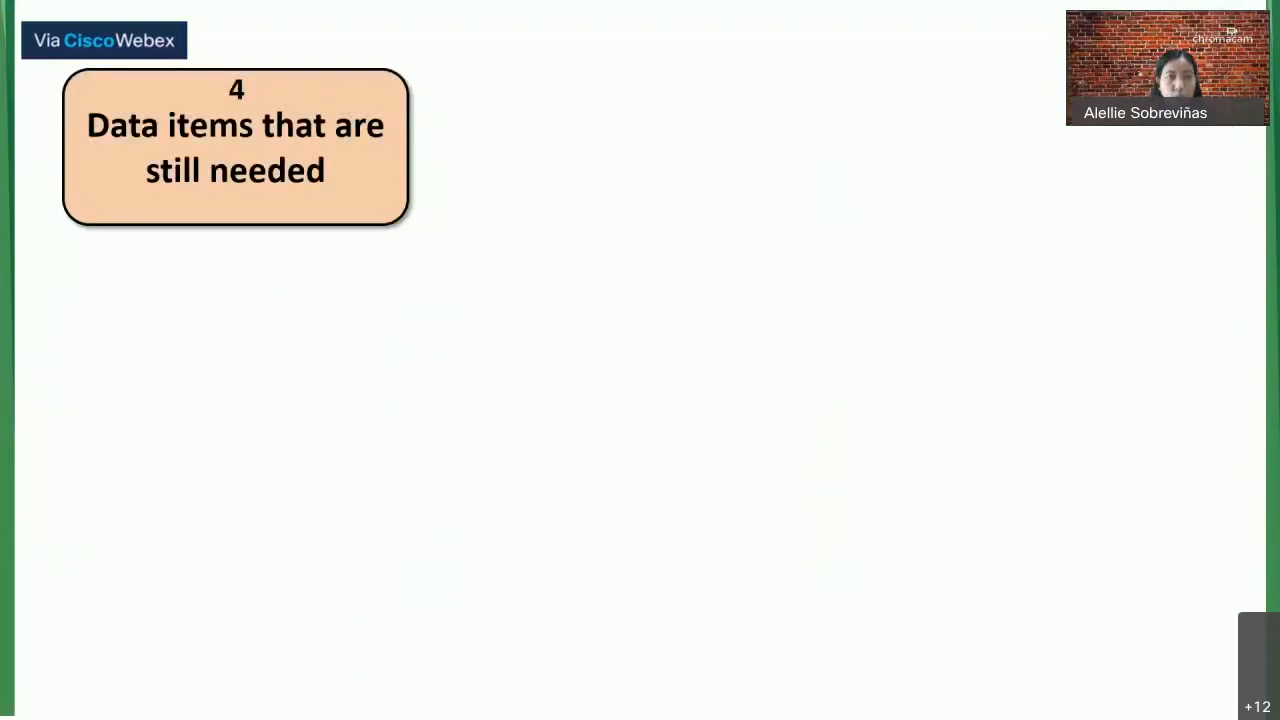 Via CiscoWebex
4
Data items that are
still needed
chromacam
Alellie Sobreviñas
+12